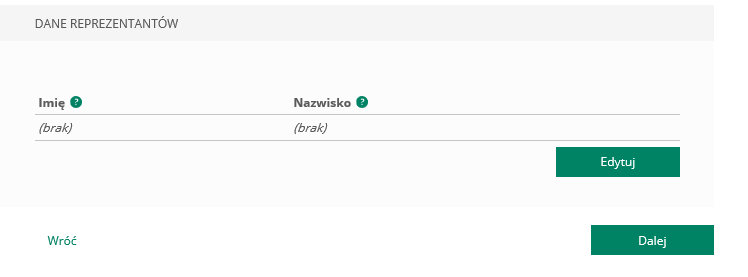 DANE REPREZENTANTÓW
Imię ? Nazwisko ?
(brak) (brak)
Edytuj
Wróć Dalej